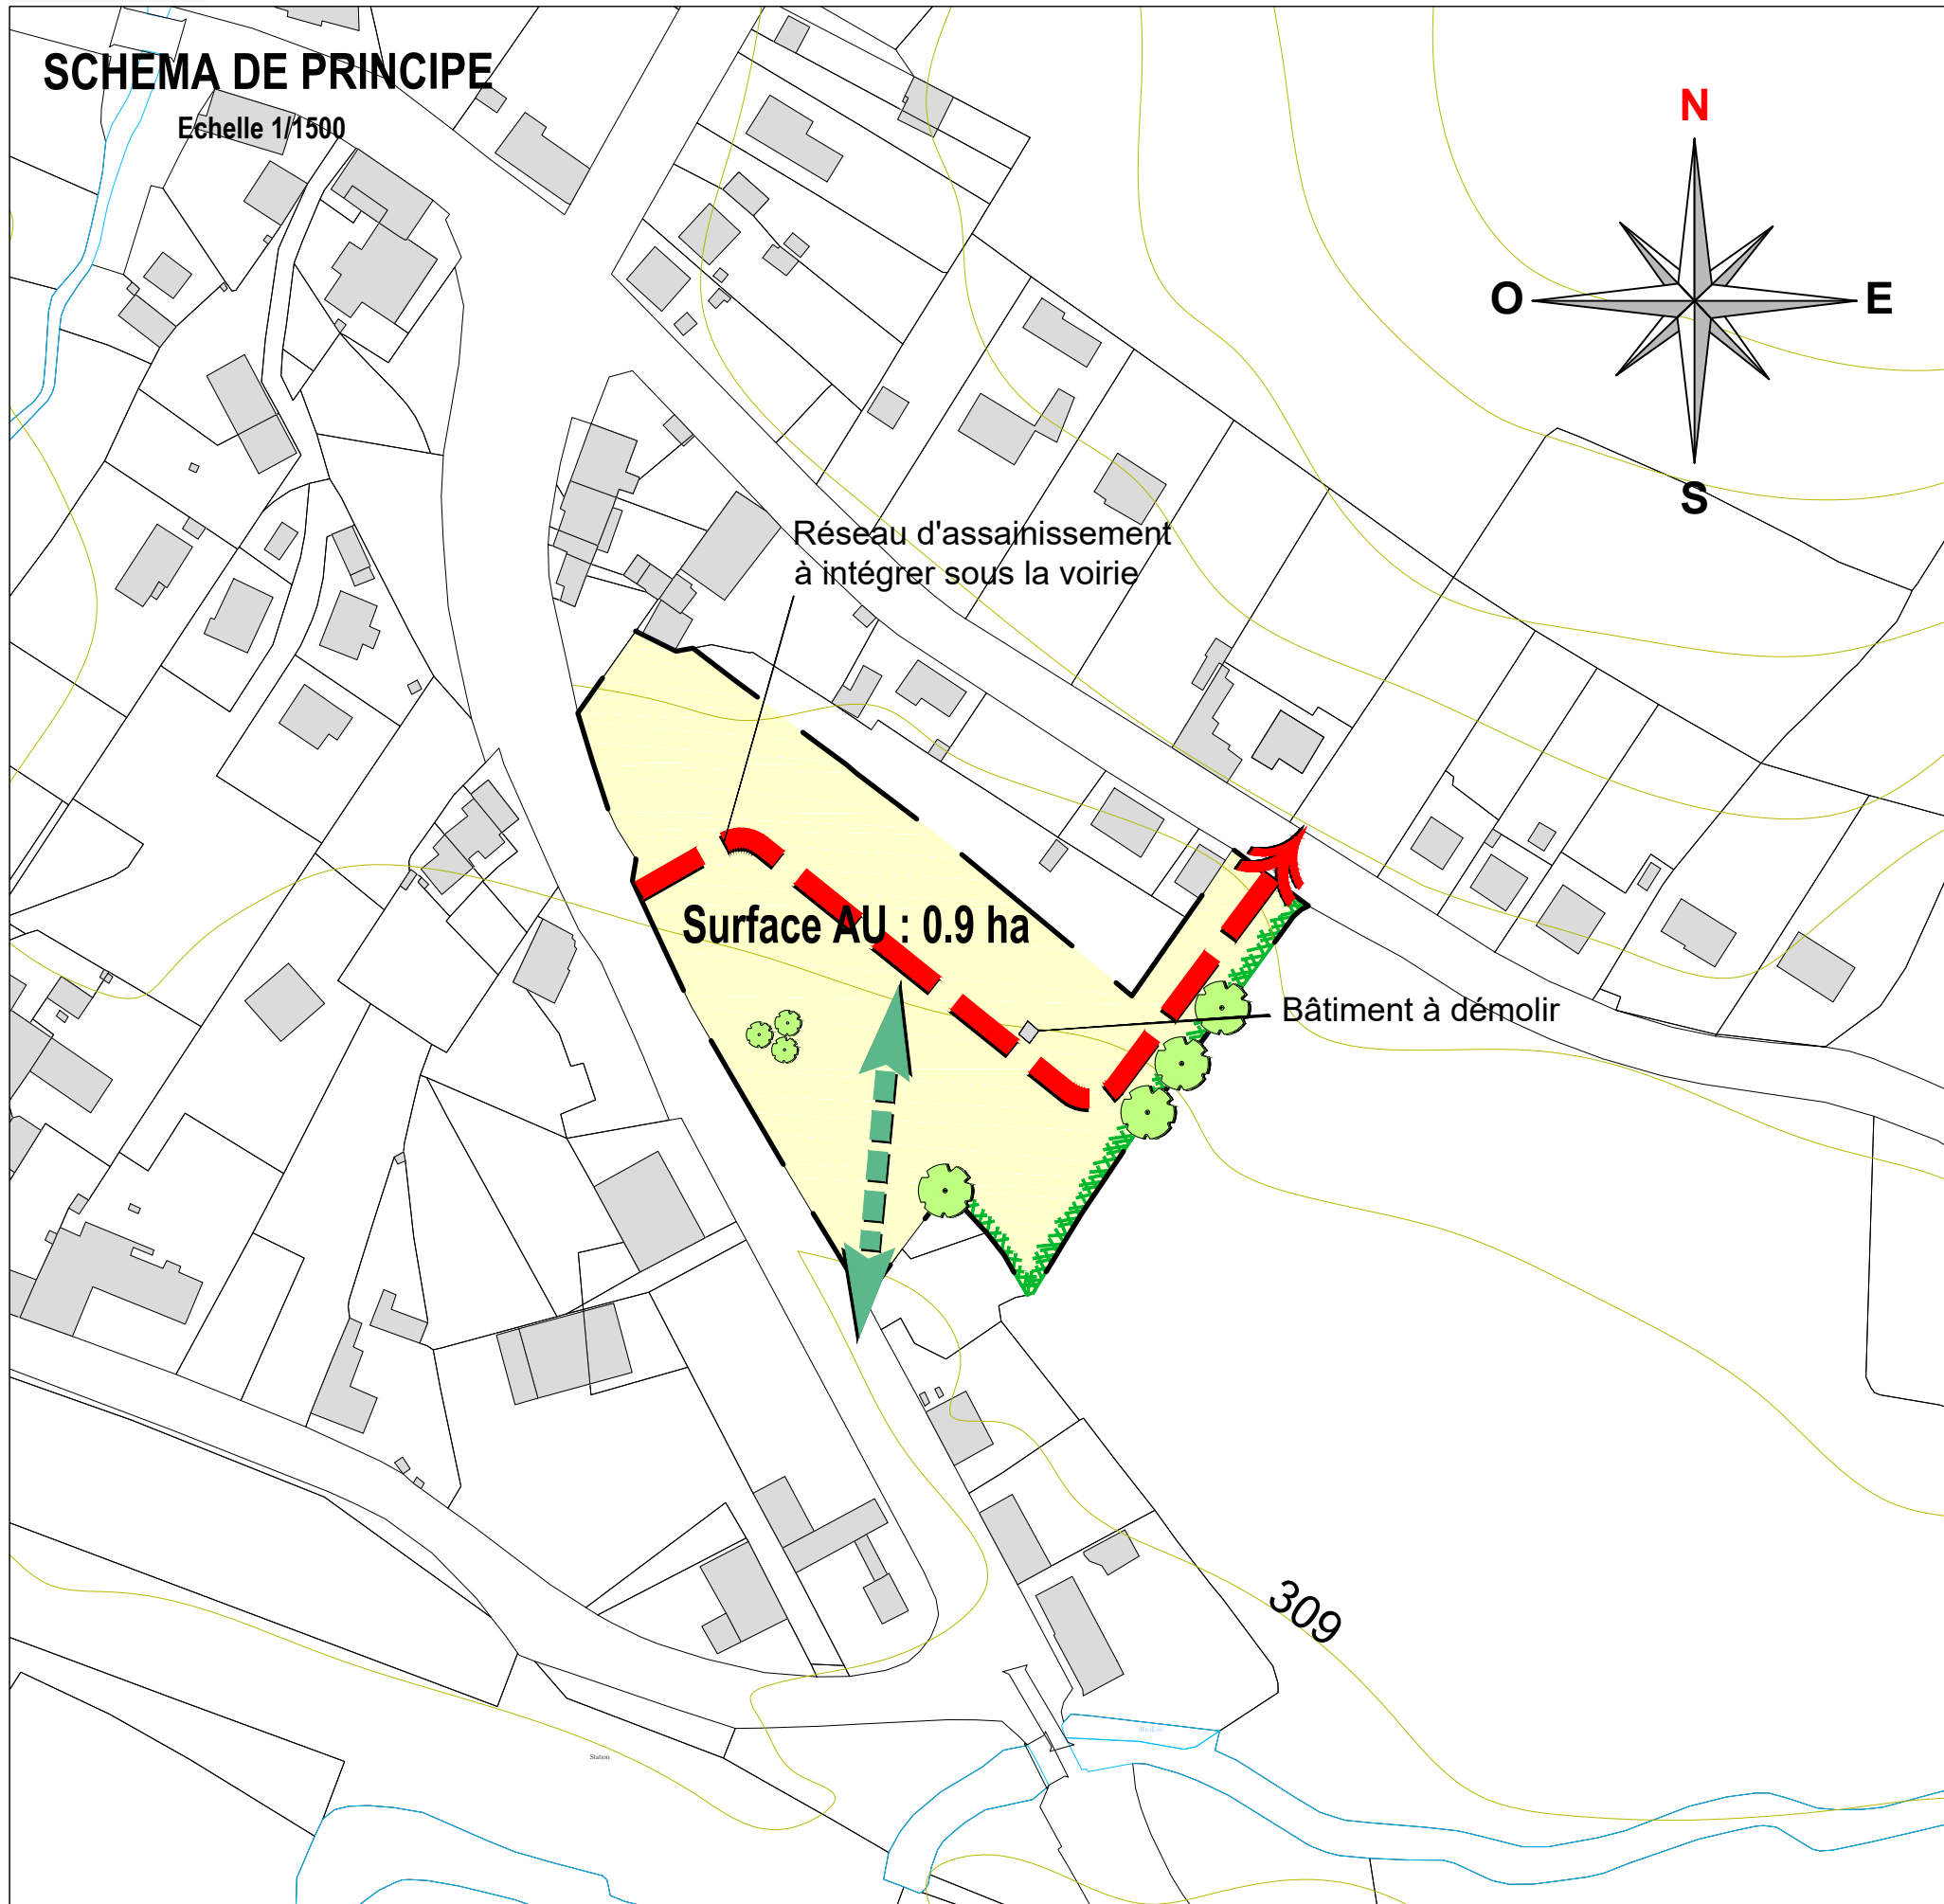 SCHEMA DE PRINCIPE
Echelle 1/1500
N
O
E
S
Réseau d'assainissement
à intégrer sous la voirie
Surface AU : 0.9 ha
Bâtiment à démolir
309
Station